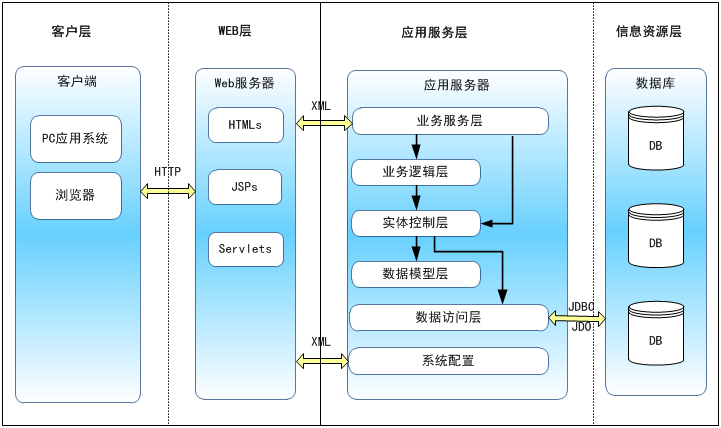 客户层
WEB层
应用服务层
信息资源层
客户端
PC应用系统
浏览器
HTTP
Web服务器
HTMLs
JSPs
Servlets
XML
XML
应用服务器
业务服务层
业务逻辑层
实体控制层
数据模型层
数据访问层
系统配置
JDBC
JDO
数据库
DB
DB
DB